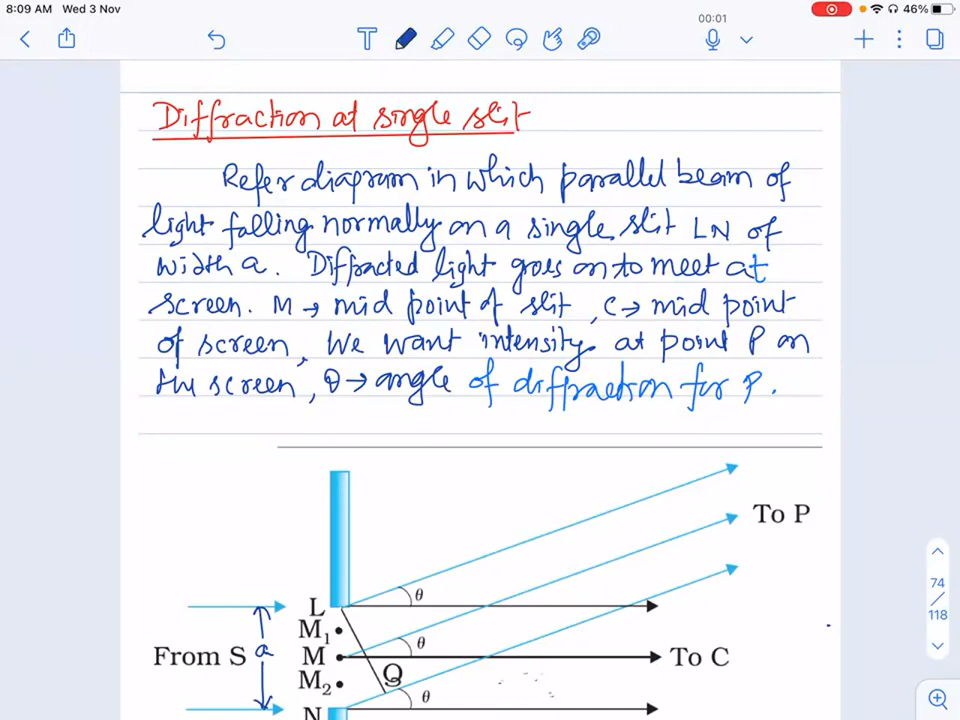 8:09 AM Wed 3 Nov
46%
00:01
T
Diffraction at single slit
Refer diagram in which parallel beam of
light falling normally on a single slit LN of
width a. Diffracted light goes on to meet at
screen. M → mid point of slit, C → mid point
of screen, We want intensity at point P on
the screen, θ → angle of diffraction for P.
To P
θ
L
M₁
θ
From S
a
M
To C
Q
M₂
θ
N
74
/
118